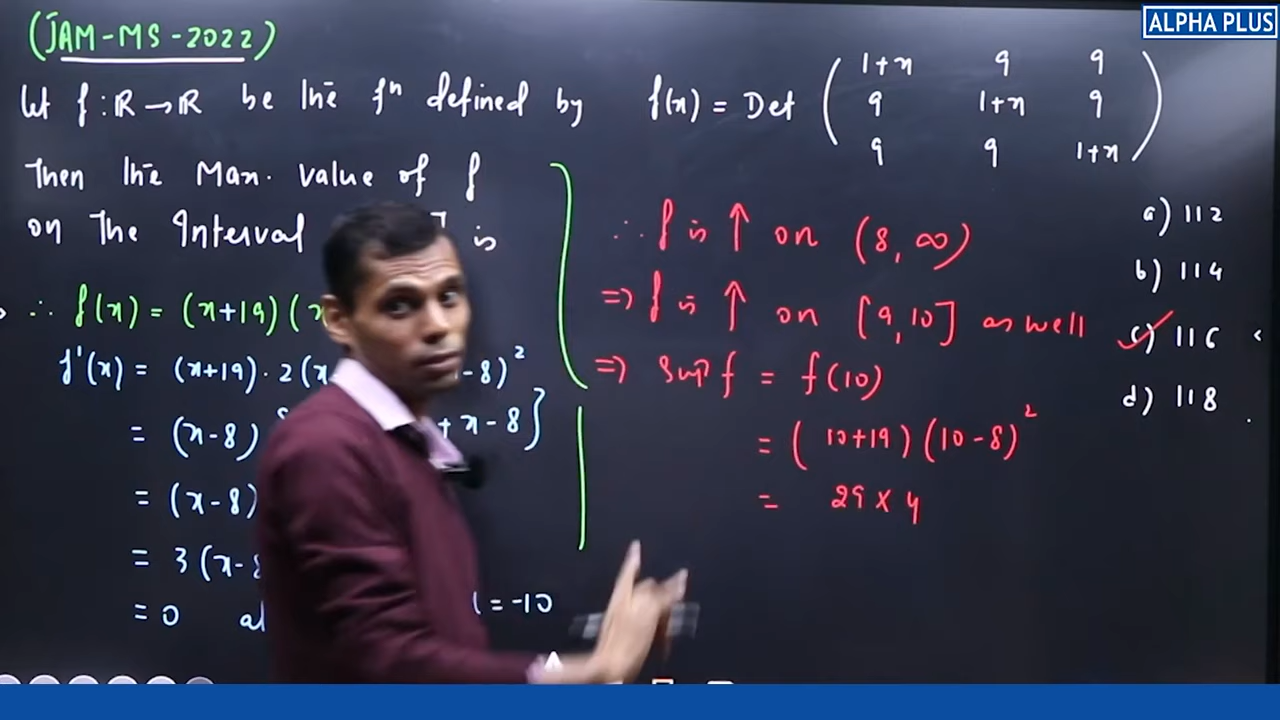 ALPHA PLUS
(JAM-MS-2022)
Let f : ℝ → ℝ be the fⁿ defined by f(x) = Det ( 1+x 9 9
9 1+x 9
9 9 1+x )
Then the Max. value of f
on The Interval is
∴ f(x) = (x+19)(x
f'(x) = (x+19)·2(x -8)²
= (x-8) + x-8}
= (x-8)
= 3(x-8
= 0 at = -10
∴ f is ↑ on (8, ∞)
=> f is ↑ on [9,10] as well
=> Sup f = f(10)
= (10+19)(10-8)²
= 29 × 4
a) 112
b) 114
c) 116
d) 118